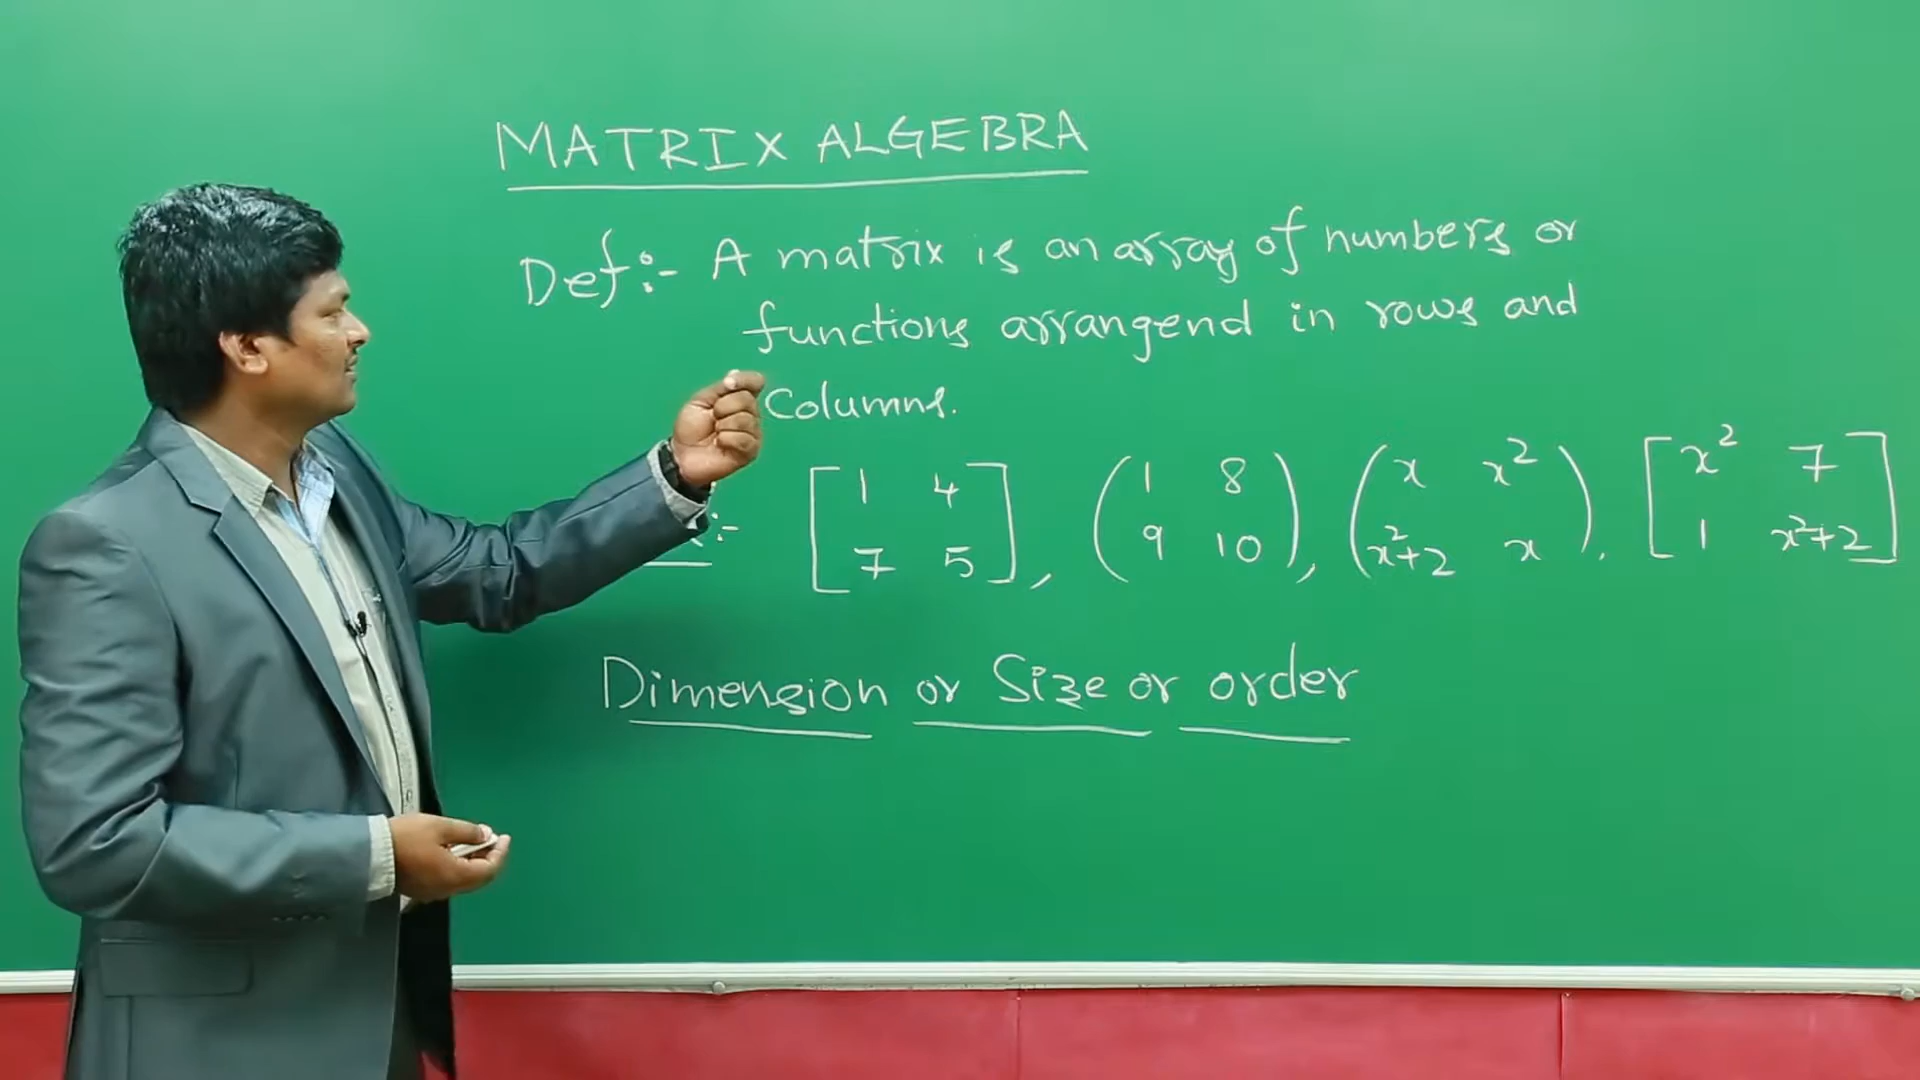 MATRIX ALGEBRA
Def:- A matrix is an array of numbers or
functions arrangend in rows and
Columns.
:- [1 4], (1 8), (x x²), [x² 7]
[7 5], (9 10), (x²+2 x), [1 x²+2]
Dimension or Size or order